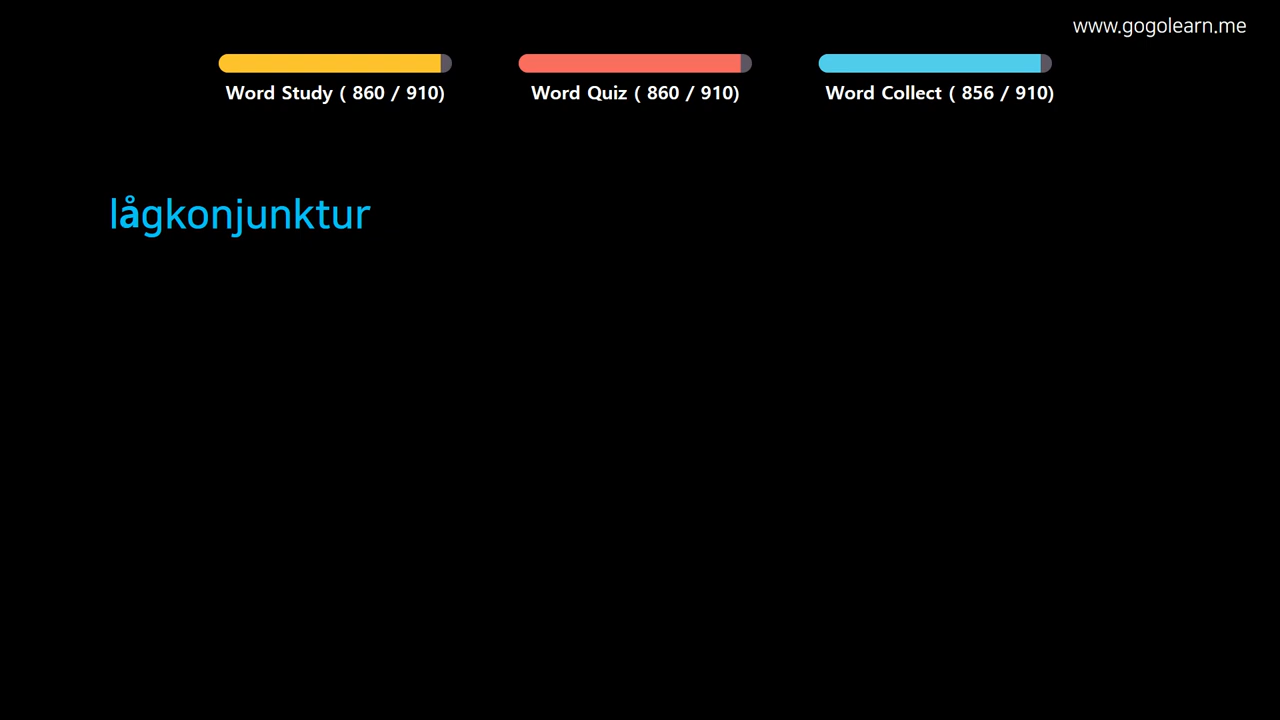 www.gogolearn.me
Word Study ( 860 / 910)
Word Quiz ( 860 / 910)
Word Collect ( 856 / 910)
lågkonjunktur